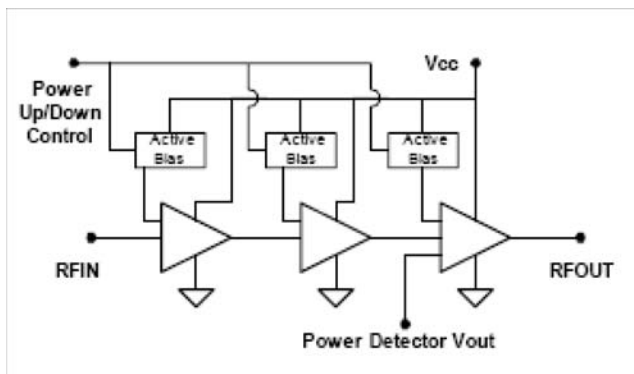 Power
Up/Down
Control
Vcc
Active
Bias
Active
Bias
Active
Bias
RFIN
RFOUT
Power Detector Vout